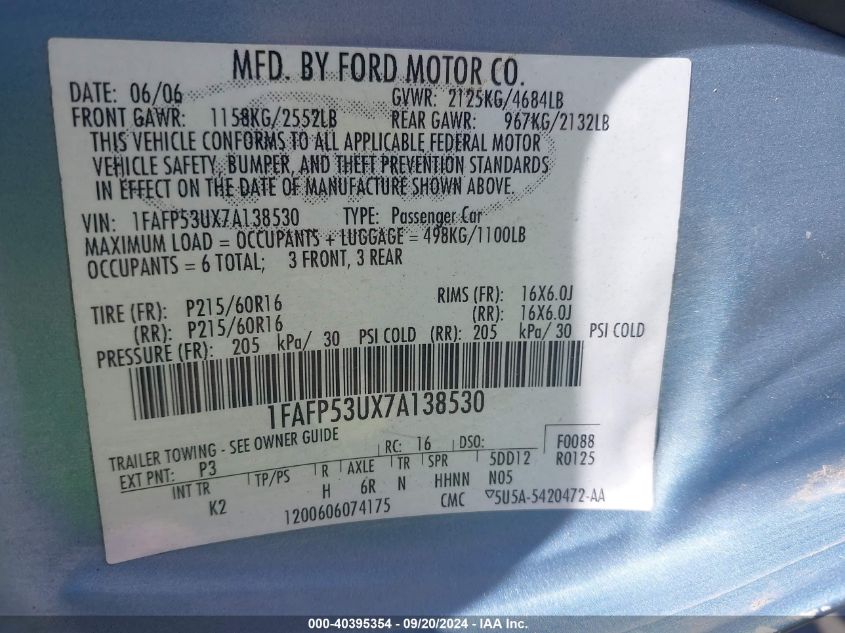 MFD. BY FORD MOTOR CO.
DATE: 06/06 GVWR: 2125KG/4684LB
FRONT GAWR: 1158KG/2552LB REAR GAWR: 967KG/2132LB
THIS VEHICLE CONFORMS TO ALL APPLICABLE FEDERAL MOTOR
VEHICLE SAFETY, BUMPER, AND THEFT PREVENTION STANDARDS
IN EFFECT ON THE DATE OF MANUFACTURE SHOWN ABOVE.
VIN: 1FAFP53UX7A138530 TYPE: Passenger Car
MAXIMUM LOAD = OCCUPANTS + LUGGAGE = 498KG/1100LB
OCCUPANTS = 6 TOTAL; 3 FRONT, 3 REAR
TIRE (FR): P215/60R16 RIMS (FR): 16X6.0J
(RR): P215/60R16 (RR): 16X6.0J
PRESSURE (FR): 205 kPa/ 30 PSI COLD (RR): 205 kPa/ 30 PSI COLD
1FAFP53UX7A138530
TRAILER TOWING - SEE OWNER GUIDE RC: 16 DSO: F0088
EXT PNT: P3 5DD12 R0125
INT TR TP/PS R AXLE TR SPR N05
K2 H 6R N HHNN
1200606074175 CMC 5U5A-5420472-AA
000-40395354 - 09/20/2024 - IAA Inc.